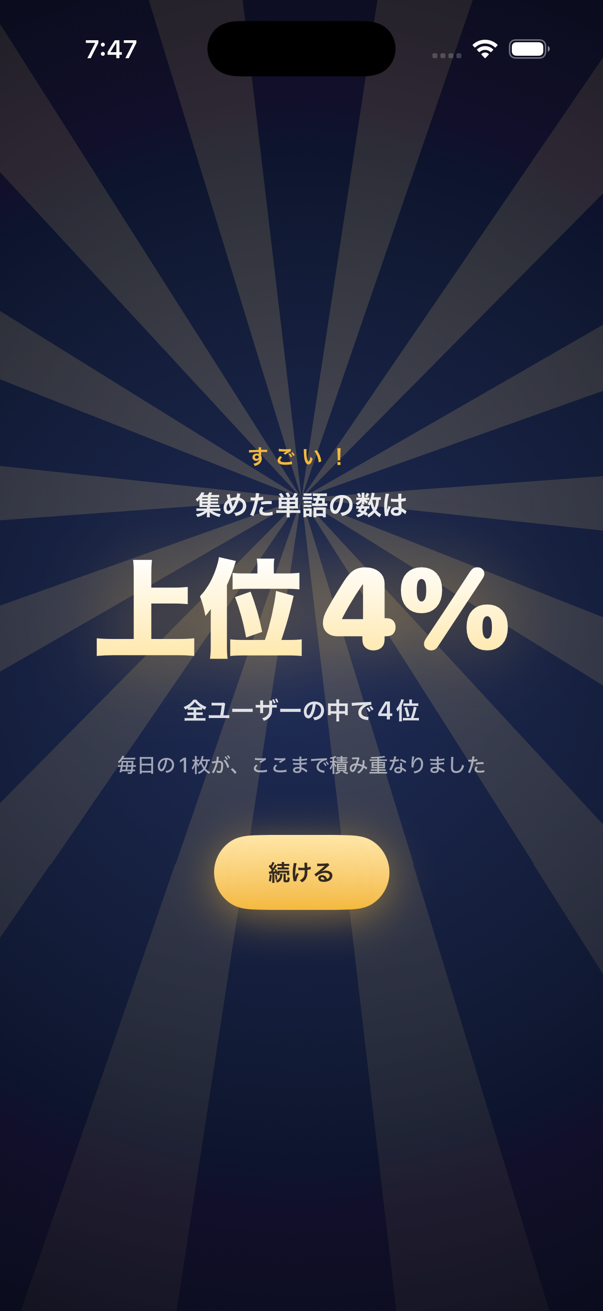 7:47
すごい！
集めた単語の数は
上位 4%
全ユーザーの中で 4 位
毎日の1枚が、ここまで積み重なりました
続ける